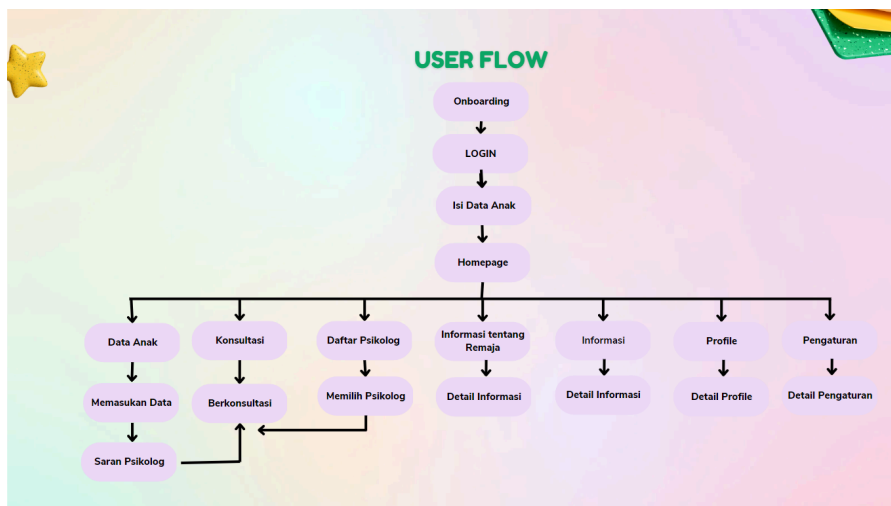 USER FLOW
Onboarding
LOGIN
Isi Data Anak
Homepage
Data Anak
Konsultasi
Daftar Psikolog
Informasi tentang
Remaja
Informasi
Profile
Pengaturan
Memasukan Data
Berkonsultasi
Memilih Psikolog
Detail Informasi
Detail Informasi
Detail Profile
Detail Pengaturan
Saran Psikolog